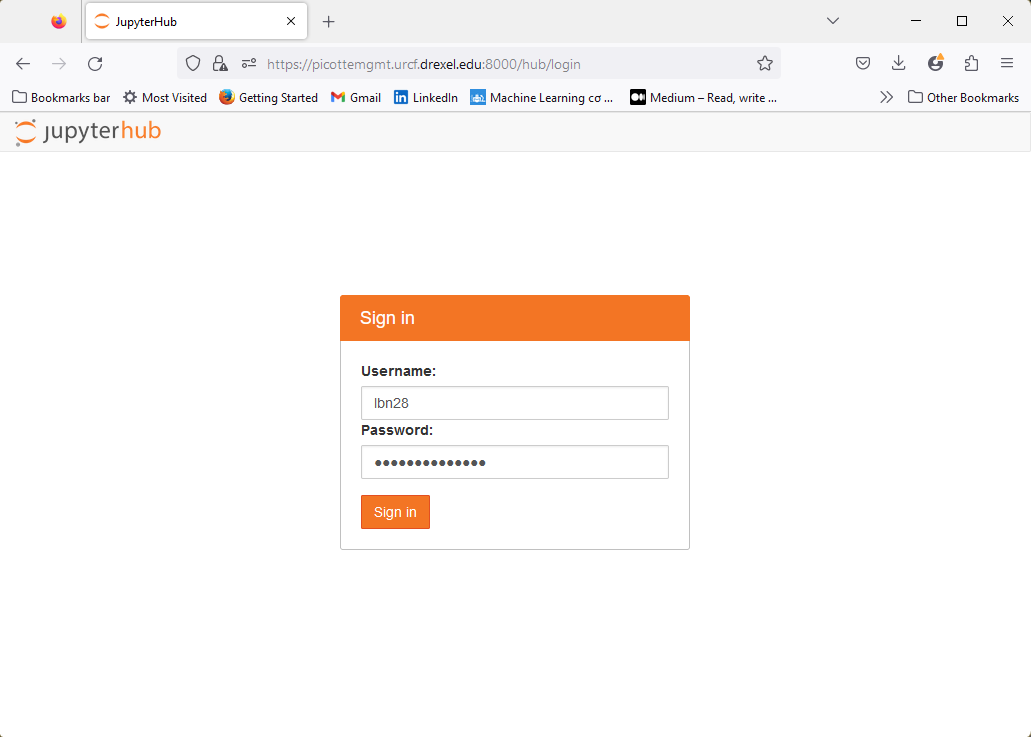 JupyterHub
https://picottemgmt.urcf.drexel.edu:8000/hub/login
Bookmarks bar Most Visited Getting Started Gmail LinkedIn Machine Learning cơ ... Medium – Read, write ... Other Bookmarks
jupyterhub
Sign in
Username:
lbn28
Password:
●●●●●●●●●●●●●●
Sign in